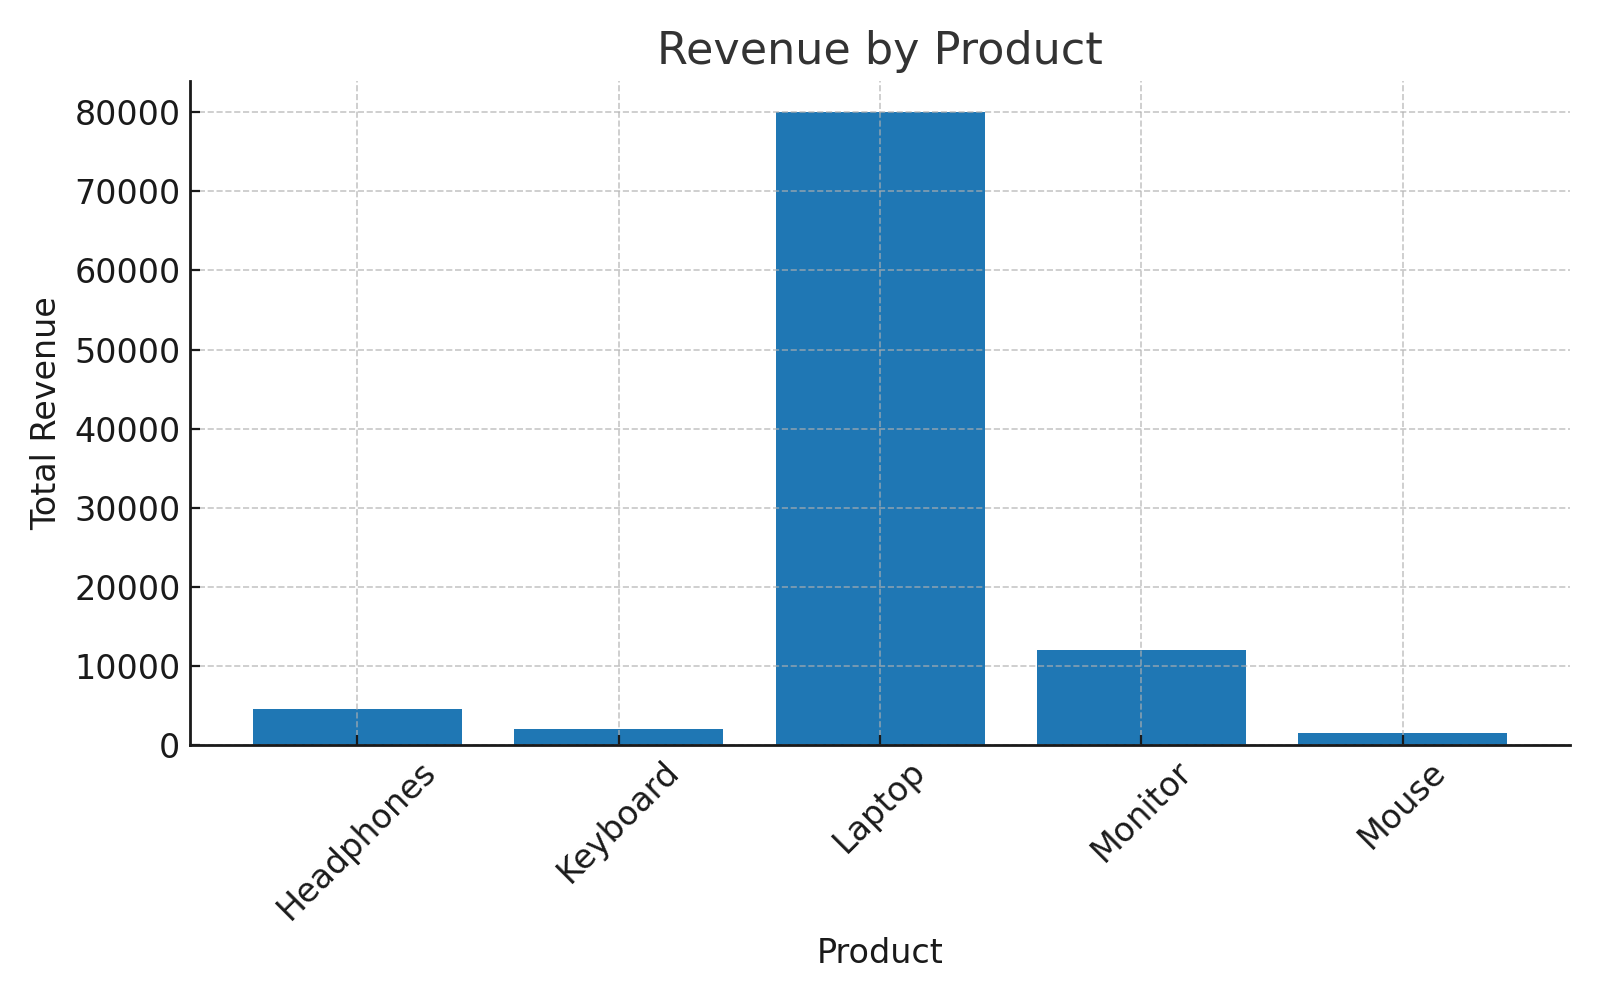 Revenue by Product
Total Revenue
80000
70000
60000
50000
40000
30000
20000
10000
0
Headphones
Keyboard
Laptop
Monitor
Mouse
Product